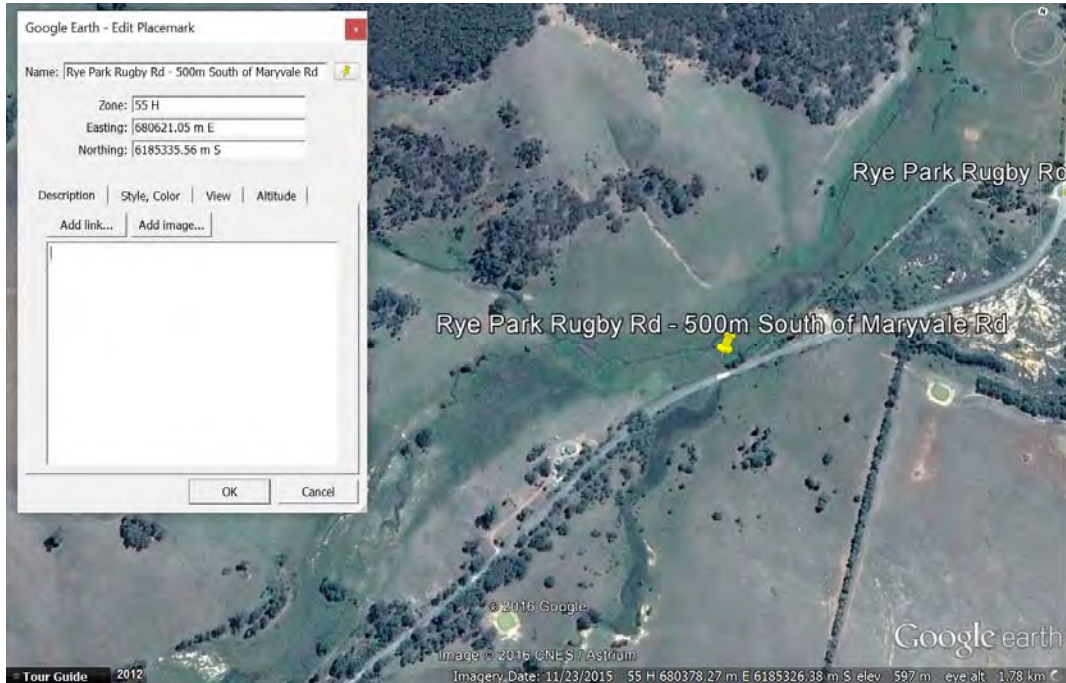 Google Earth - Edit Placemark
x
Name: Rye Park Rugby Rd - 500m South of Maryvale Rd
Zone: 55 H
Easting: 680621.05 m E
Northing: 6185335.56 m S
Description Style, Color View Altitude
Add link... Add image...
OK Cancel
N
Rye Park Rugby Ro
Rye Park Rugby Rd - 500m South of Maryvale Rd
© 2016 Google
Image © 2016 CNES / Astrium
Google earth
Tour Guide 2012 Imagery Date: 11/23/2015 55 H 680378.27 m E 6185326.38 m S elev 597 m eye alt 1.78 km